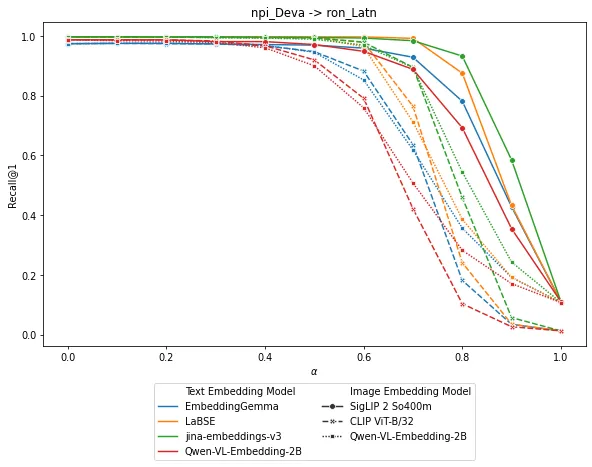 npi_Deva -> ron_Latn
1.0
0.8
0.6
0.4
0.2
0.0
Recall@1
0.0 0.2 0.4 0.6 0.8 1.0
α
Text Embedding Model Image Embedding Model
EmbeddingGemma SigLIP 2 So400m
LaBSE CLIP ViT-B/32
jina-embeddings-v3 Qwen-VL-Embedding-2B
Qwen-VL-Embedding-2B